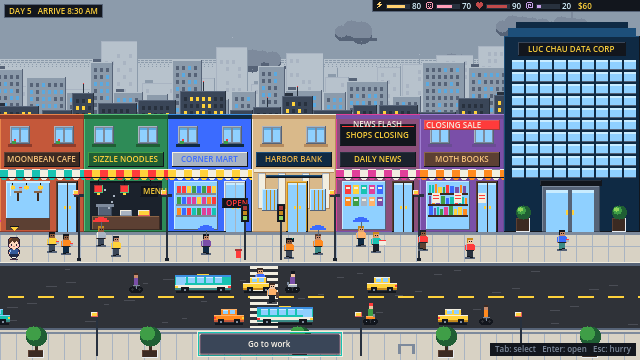 DAY 5 ARRIVE 8:30 AM
80 70 90 20 $60
LUC CHAU DATA CORP
NEWS FLASH
SHOPS CLOSING
CLOSING SALE
MOONBEAN CAFE
SIZZLE NOODLES
CORNER MART
HARBOR BANK
DAILY NEWS
MOTH BOOKS
MENU
OPEN
Go to work
Tab: select Enter: open Esc: hurry